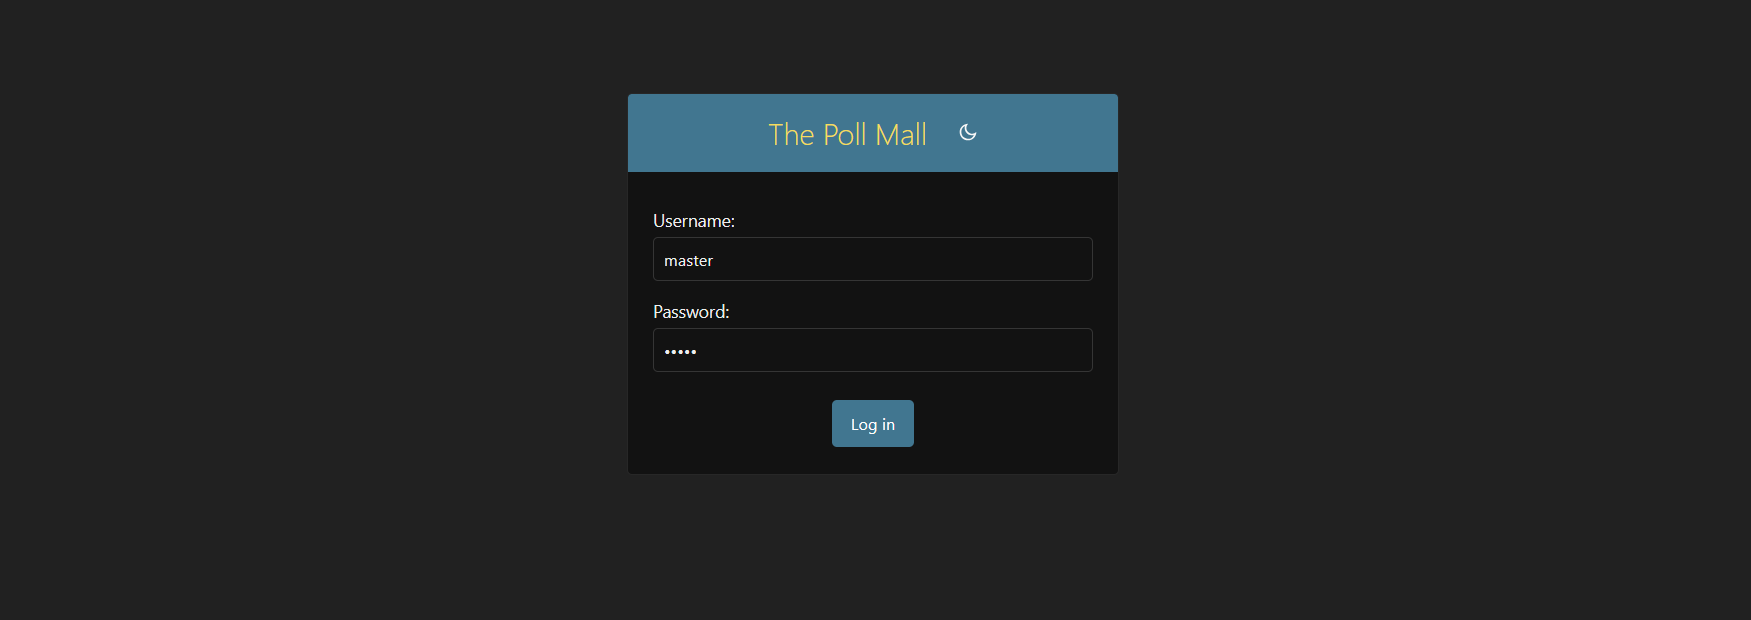 The Poll Mall
Username:
master
Password:
•••••
Log in